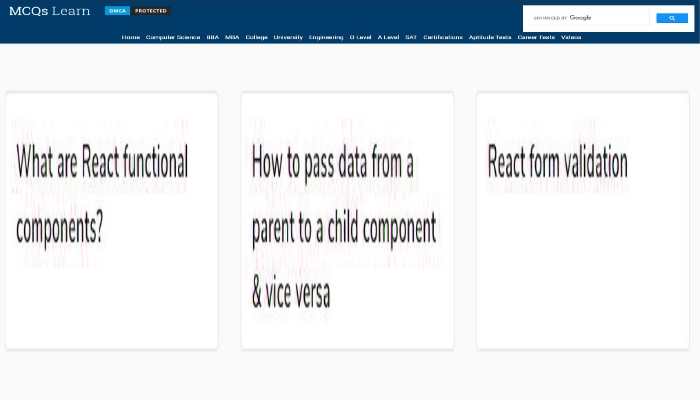 MCQs Learn
DMCA PROTECTED
ENHANCED BY Google
Home Computer Science BBA MBA College University Engineering O Level A Level SAT Certifications Aptitude Tests Career Tests Videos
What are React functional
components?
How to pass data from a
parent to a child component
& vice versa
React form validation